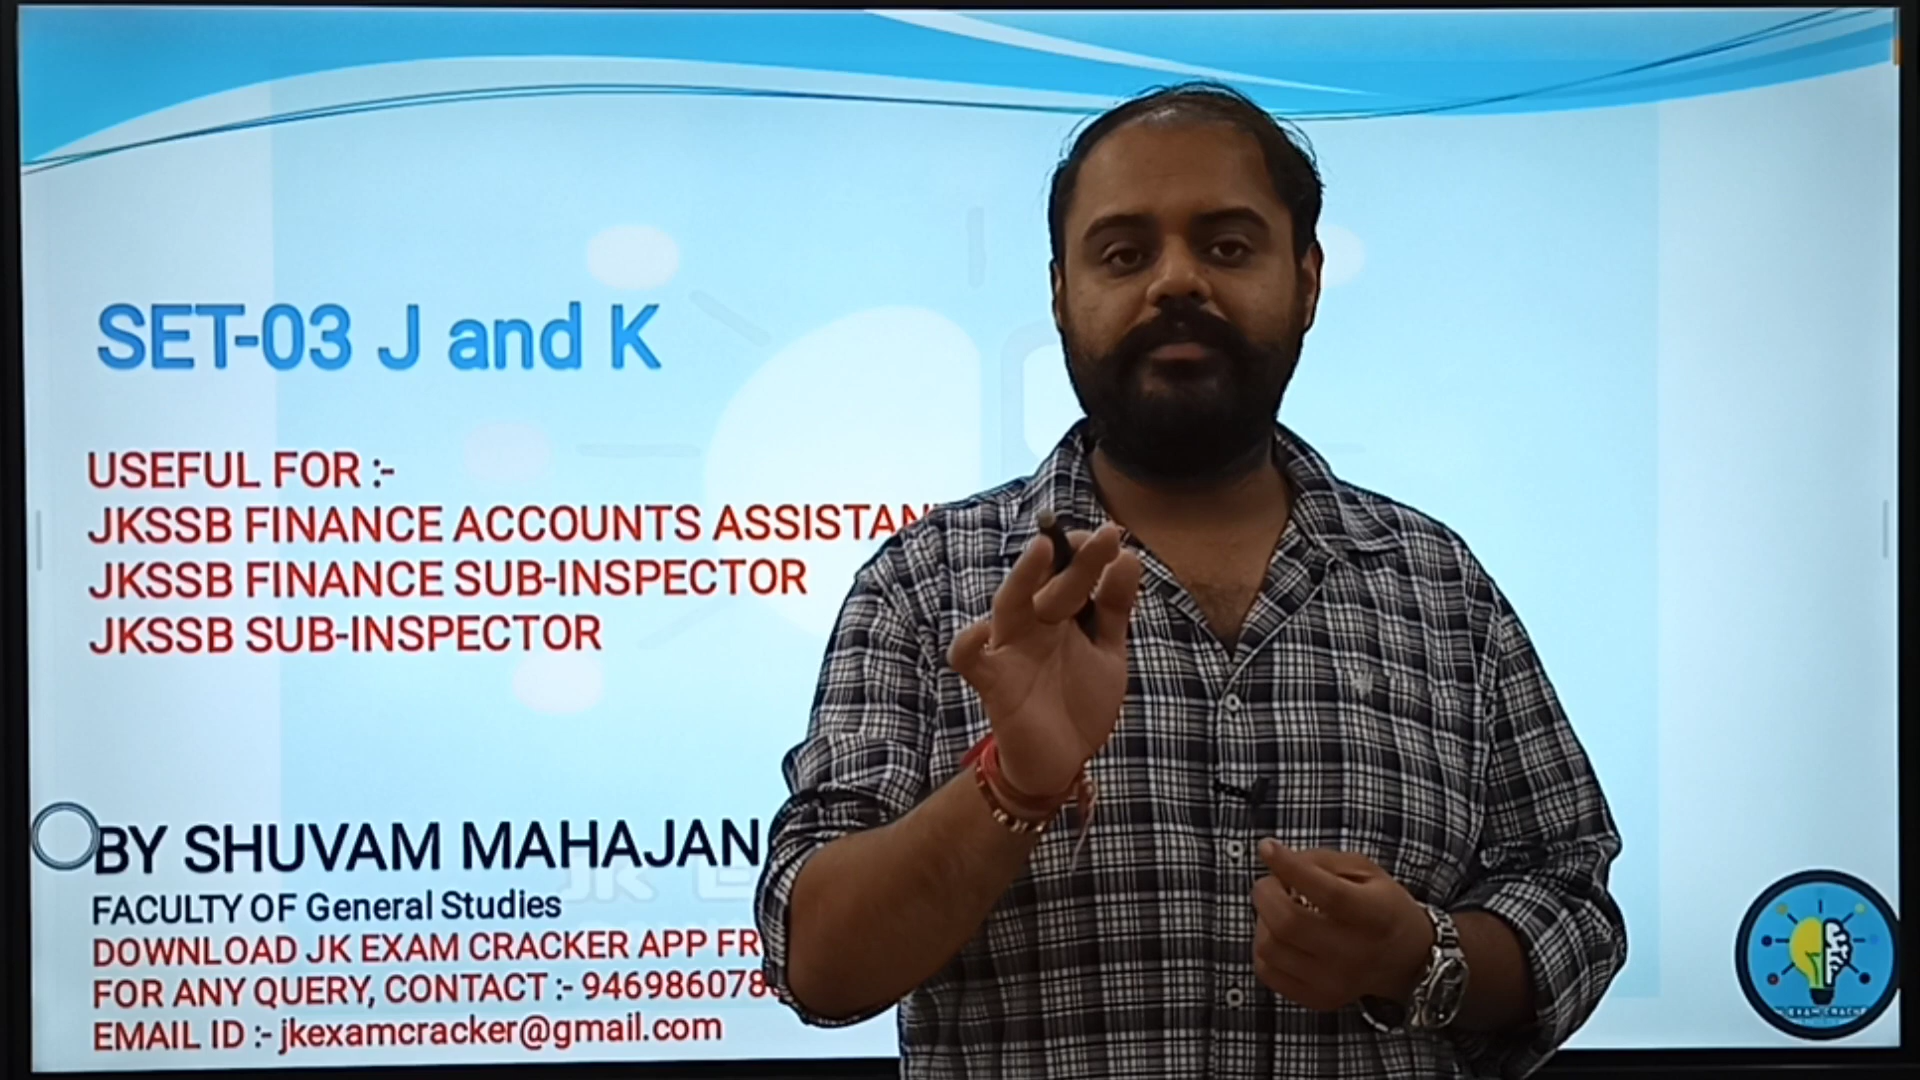 SET-03 J and K
USEFUL FOR :-
JKSSB FINANCE ACCOUNTS ASSISTAN
JKSSB FINANCE SUB-INSPECTOR
JKSSB SUB-INSPECTOR
BY SHUVAM MAHAJAN
FACULTY OF General Studies
DOWNLOAD JK EXAM CRACKER APP FR
FOR ANY QUERY, CONTACT :- 946986078
EMAIL ID :- jkexamcracker@gmail.com